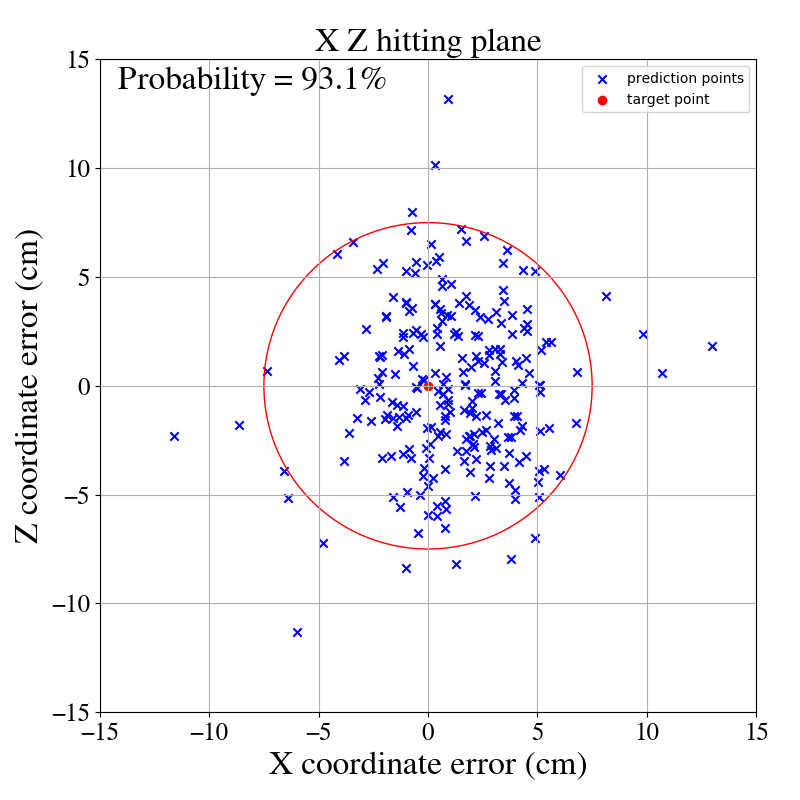 X Z hitting plane
Probability = 93.1%
prediction points
target point
15
10
5
0
−5
−10
−15
Z coordinate error (cm)
−15 −10 −5 0 5 10 15
X coordinate error (cm)